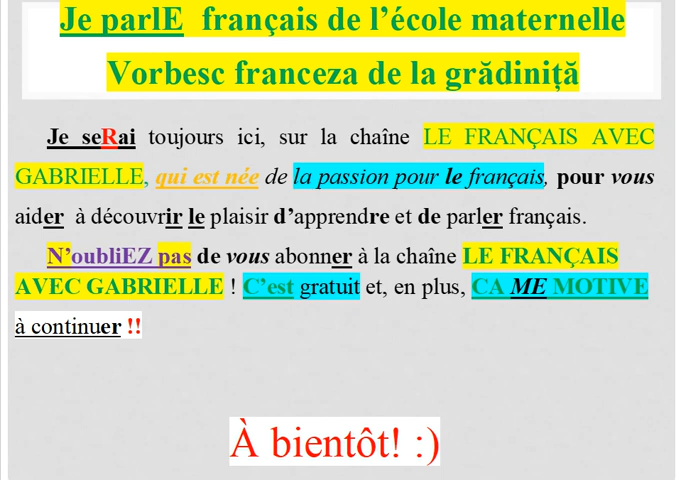 Je parlE français de l’école maternelle
Vorbesc franceza de la grădiniță
Je seRai toujours ici, sur la chaîne LE FRANÇAIS AVEC
GABRIELLE, qui est née de la passion pour le français, pour vous
aider à découvrir le plaisir d’apprendre et de parler français.
N’oubliEZ pas de vous abonner à la chaîne LE FRANÇAIS
AVEC GABRIELLE ! C’est gratuit et, en plus, CA ME MOTIVE
à continuer !!
À bientôt! :)